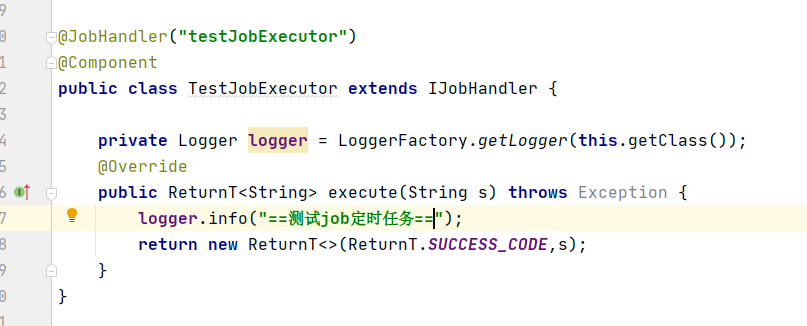 9
0 @JobHandler("testJobExecutor")
1 @Component
2 public class TestJobExecutor extends IJobHandler {
3
4 private Logger logger = LoggerFactory.getLogger(this.getClass());
5 @Override
6 public ReturnT<String> execute(String s) throws Exception {
7 logger.info("==测试job定时任务==");
8 return new ReturnT<>(ReturnT.SUCCESS_CODE,s);
9 }
0 }
1